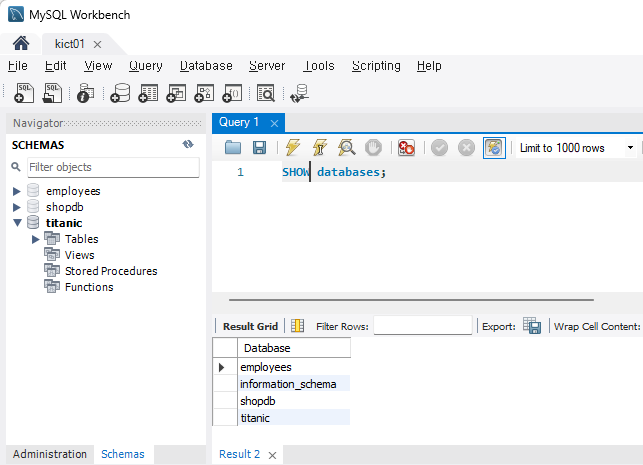 MySQL Workbench
kict01
File Edit View Query Database Server Tools Scripting Help
Navigator
SCHEMAS
Filter objects
employees
shopdb
titanic
Tables
Views
Stored Procedures
Functions
Administration Schemas
Query 1
Limit to 1000 rows
1 SHOW databases;
Result Grid Filter Rows: Export: Wrap Cell Content:
Database
employees
information_schema
shopdb
titanic
Result 2